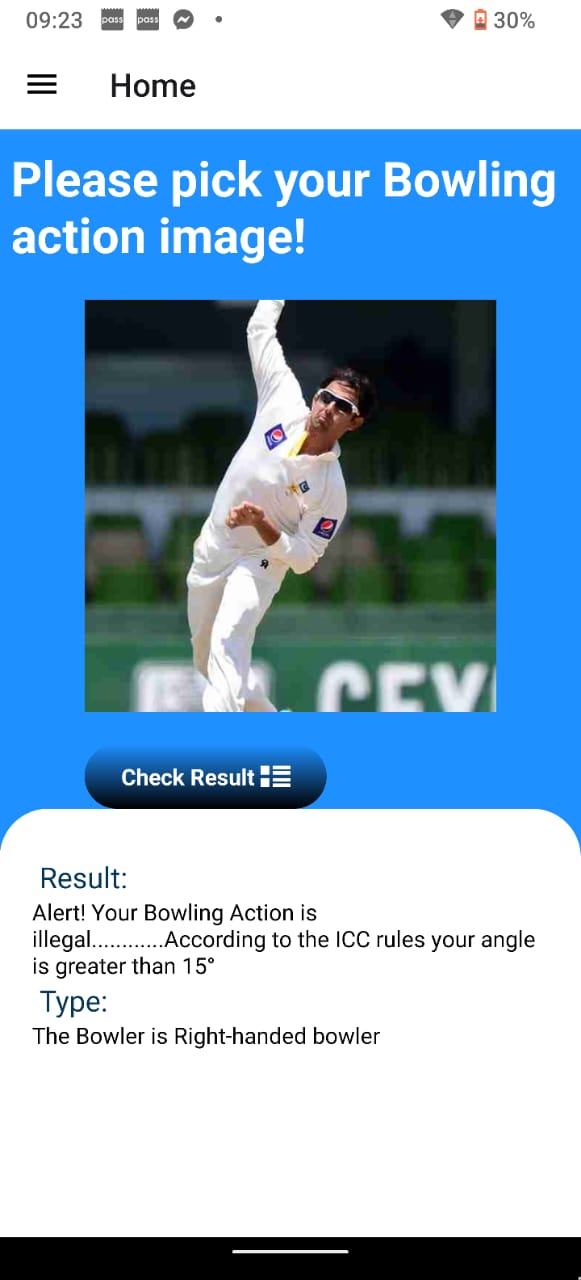 09:23 pass pass 30%
Home
Please pick your Bowling
action image!
CEY
Check Result
Result:
Alert! Your Bowling Action is
illegal............According to the ICC rules your angle
is greater than 15°
Type:
The Bowler is Right-handed bowler